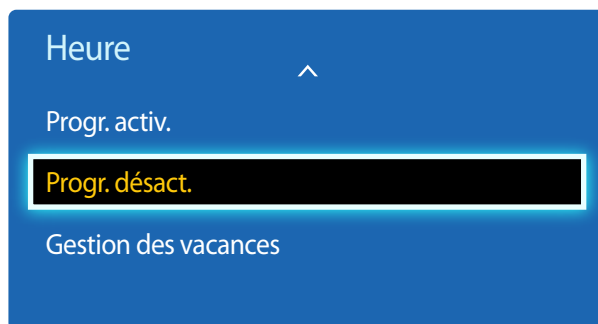 Heure
Progr. activ.
Progr. désact.
Gestion des vacances